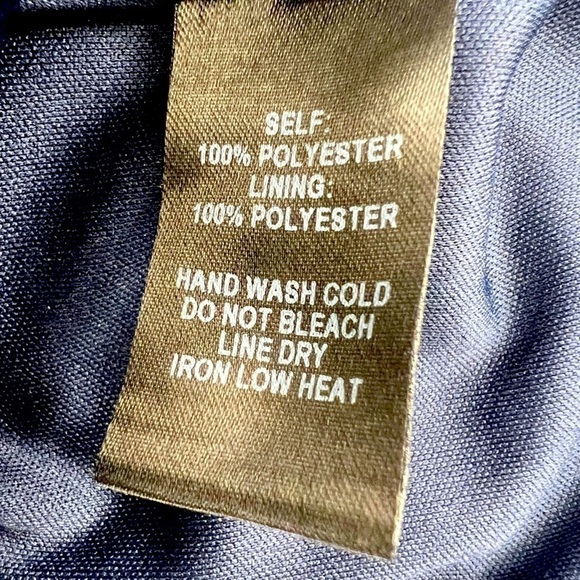 SELF:
100% POLYESTER
LINING:
100% POLYESTER
HAND WASH COLD
DO NOT BLEACH
LINE DRY
IRON LOW HEAT